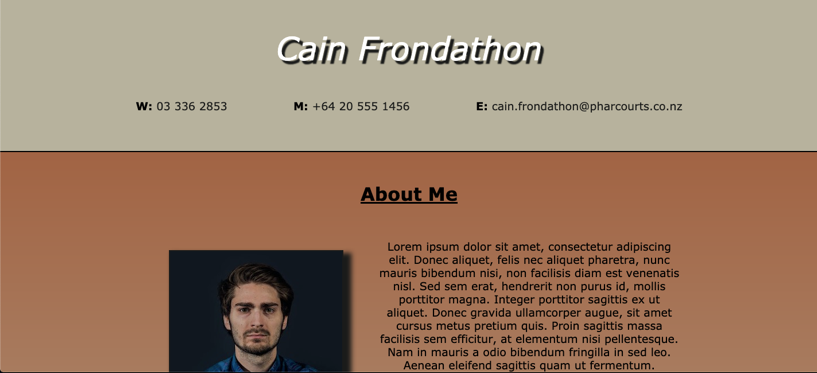 Cain Frondathon
W: 03 336 2853 M: +64 20 555 1456 E: cain.frondathon@pharcourts.co.nz
About Me
Lorem ipsum dolor sit amet, consectetur adipiscing
elit. Donec aliquet, felis nec aliquet pharetra, nunc
mauris bibendum nisi, non facilisis diam est venenatis
nisl. Sed sem erat, hendrerit non purus id, mollis
porttitor magna. Integer porttitor sagittis ex ut
aliquet. Donec gravida ullamcorper augue, sit amet
cursus metus pretium quis. Proin sagittis massa
facilisis sem efficitur, at elementum nisi pellentesque.
Nam in mauris a odio bibendum fringilla in sed leo.
Aenean eleifend sagittis quam ut fermentum.